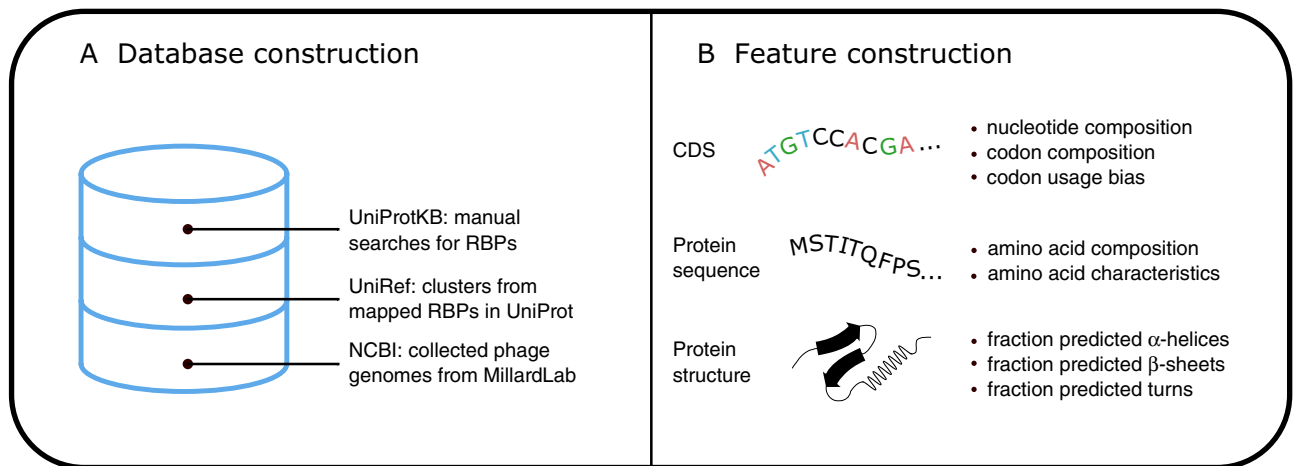 A Database construction
UniProtKB: manual
searches for RBPs
UniRef: clusters from
mapped RBPs in UniProt
NCBI: collected phage
genomes from MillardLab
B Feature construction
CDS
ATGTCCACGA...
• nucleotide composition
• codon composition
• codon usage bias
Protein
sequence
MSTITQFPS...
• amino acid composition
• amino acid characteristics
Protein
structure
• fraction predicted α-helices
• fraction predicted β-sheets
• fraction predicted turns